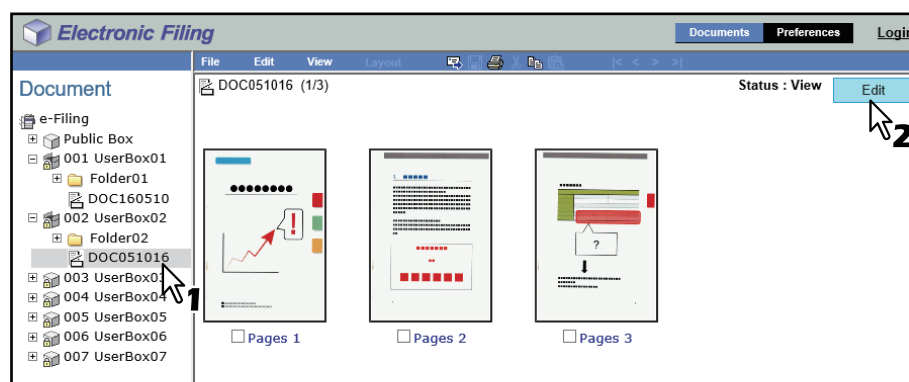 Electronic Filing
Documents
Preferences
Login
File
Edit
View
Layout
|< < > >|
Document
DOC051016 (1/3)
Status : View
Edit
2
e-Filing
Public Box
001 UserBox01
Folder01
DOC160510
002 UserBox02
Folder02
DOC051016
003 UserBox03
004 UserBox04
005 UserBox05
006 UserBox06
007 UserBox07
1
!
1.
?
Pages 1
Pages 2
Pages 3